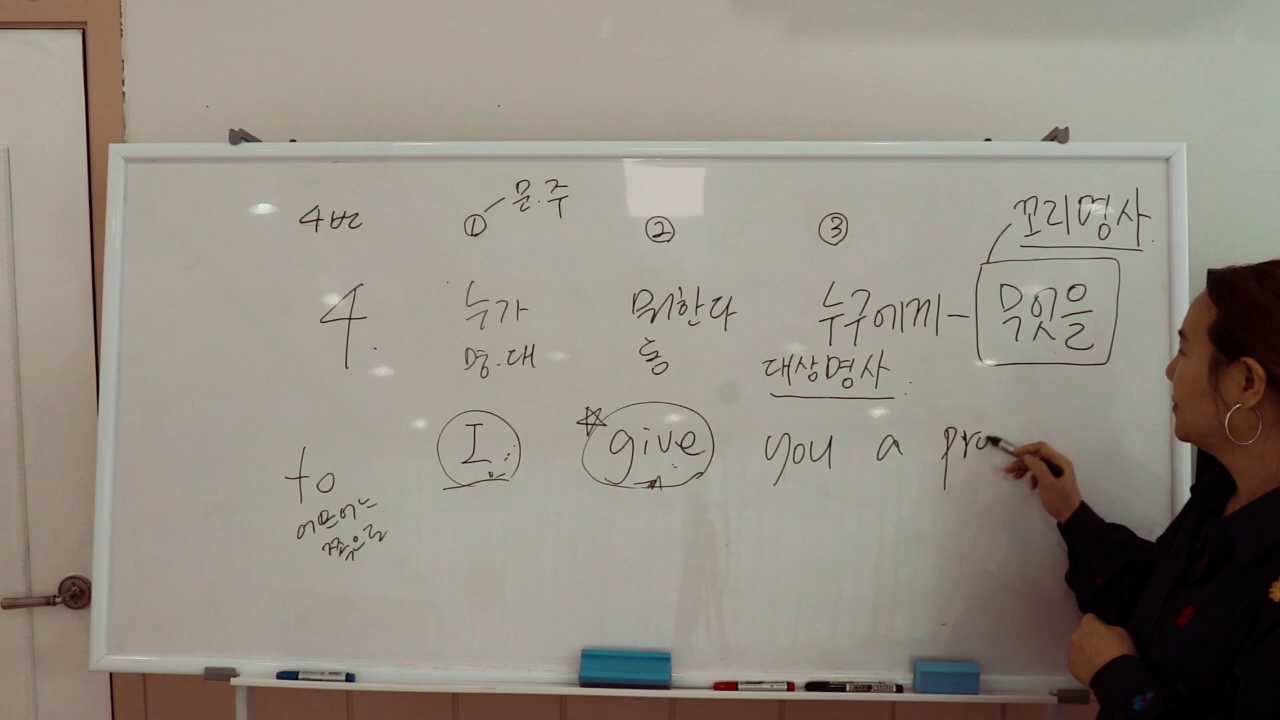 4번 ① 문.주 ② ③ 꼬리명사.
4. 누가 뭐한다 누구에게 - 무엇을
명.대 동 대상명사.
to I give you a pro